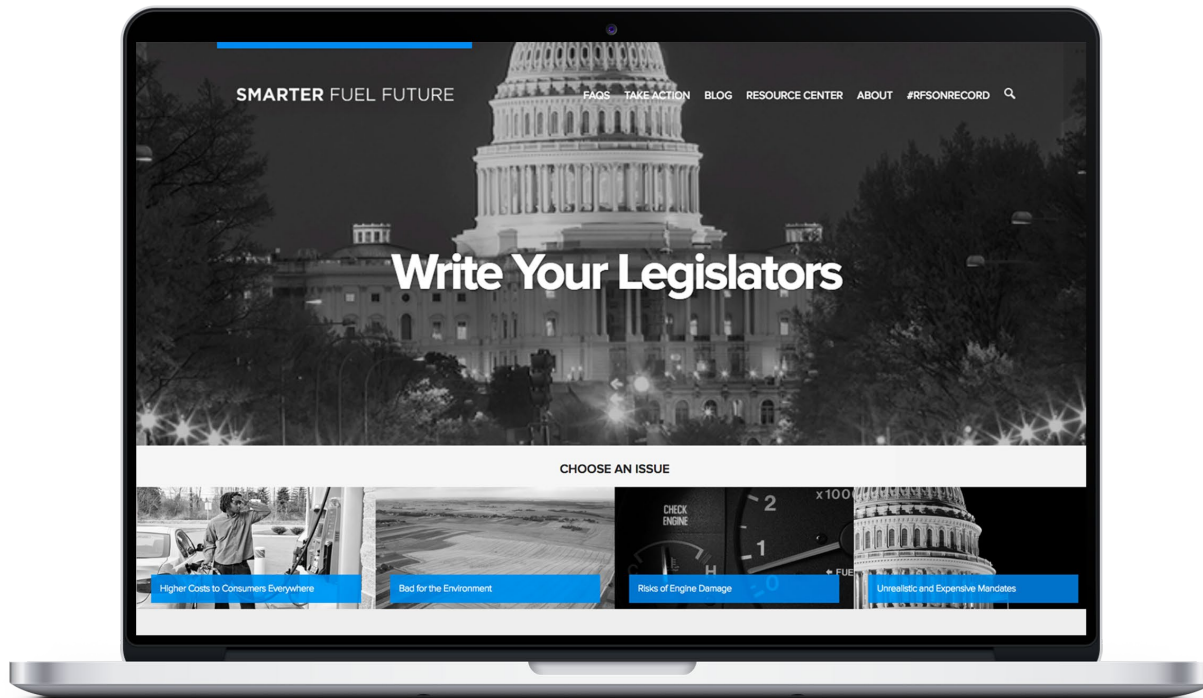 SMARTER FUEL FUTURE
FAQS TAKE ACTION BLOG RESOURCE CENTER ABOUT #RFSONRECORD
Write Your Legislators
CHOOSE AN ISSUE
CHECK
ENGINE
2
x100
1
H
← FUE
0
Higher Costs to Consumers Everywhere
Bad for the Environment
Risks of Engine Damage
Unrealistic and Expensive Mandates